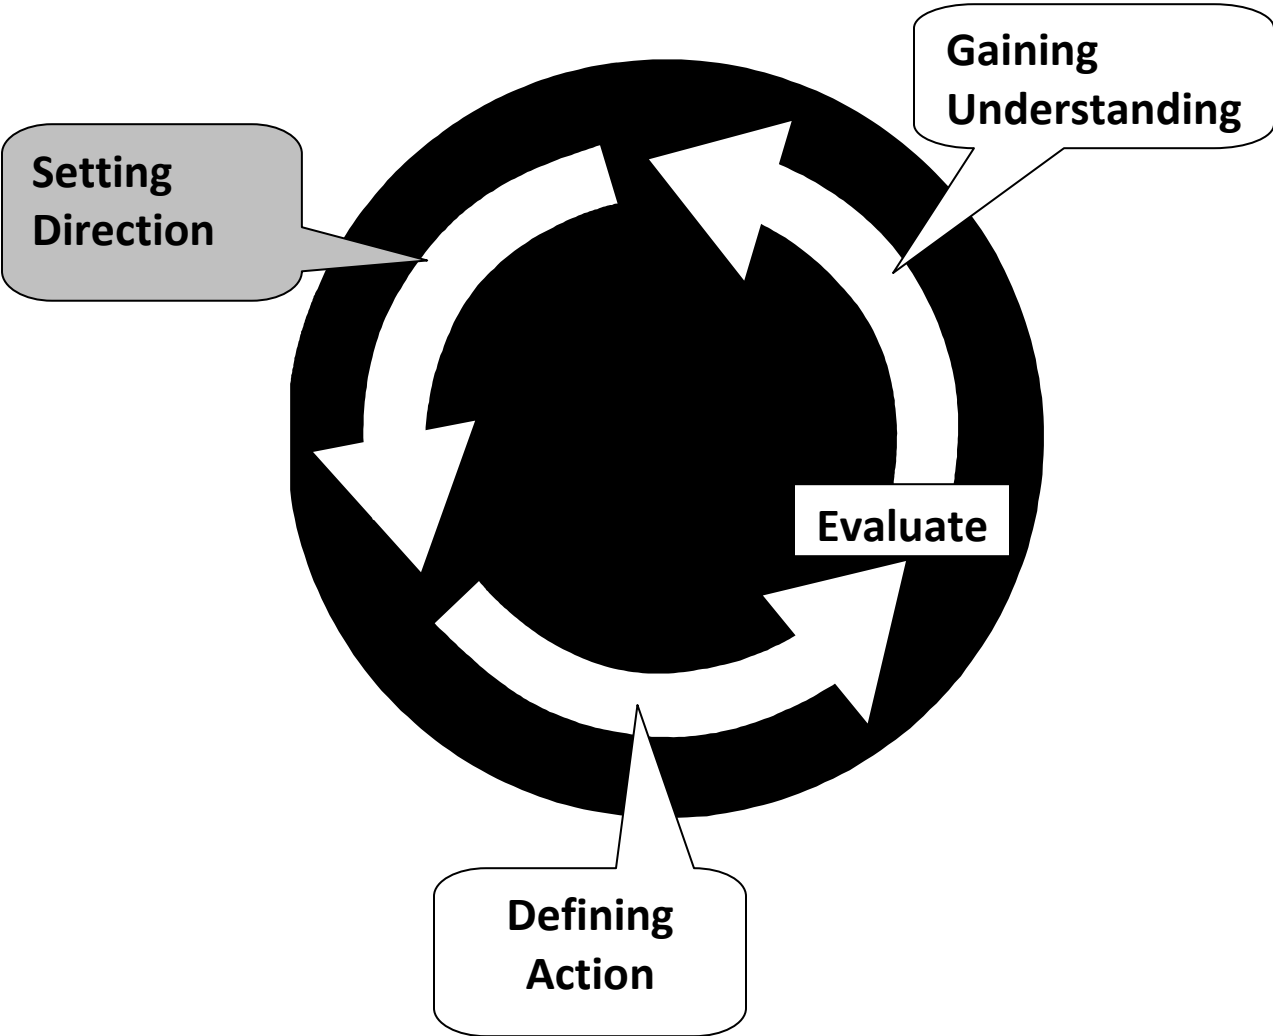 Gaining
Understanding
Setting
Direction
Evaluate
Defining
Action